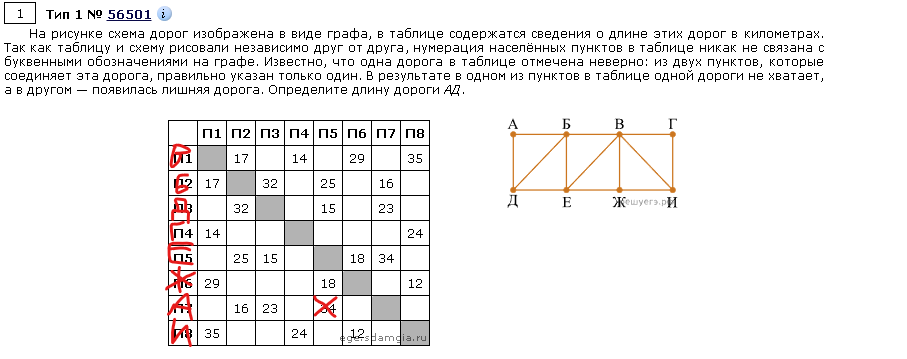 1 Тип 1 № 56501 i
На рисунке схема дорог изображена в виде графа, в таблице содержатся сведения о длине этих дорог в километрах.
Так как таблицу и схему рисовали независимо друг от друга, нумерация населённых пунктов в таблице никак не связана с
буквенными обозначениями на графе. Известно, что одна дорога в таблице отмечена неверно: из двух пунктов, которые
соединяет эта дорога, правильно указан только один. В результате в одном из пунктов в таблице одной дороги не хватает,
а в другом — появилась лишняя дорога. Определите длину дороги АД.
П1 П2 П3 П4 П5 П6 П7 П8
П1 17 14 29 35
П2 17 32 25 16
П3 32 15 23
П4 14 24
П5 25 15 18 34
П6 29 18 12
П7 16 23 34
П8 35 24 12
А Б В Г
Д Е Ж И
egersdamgia.ru